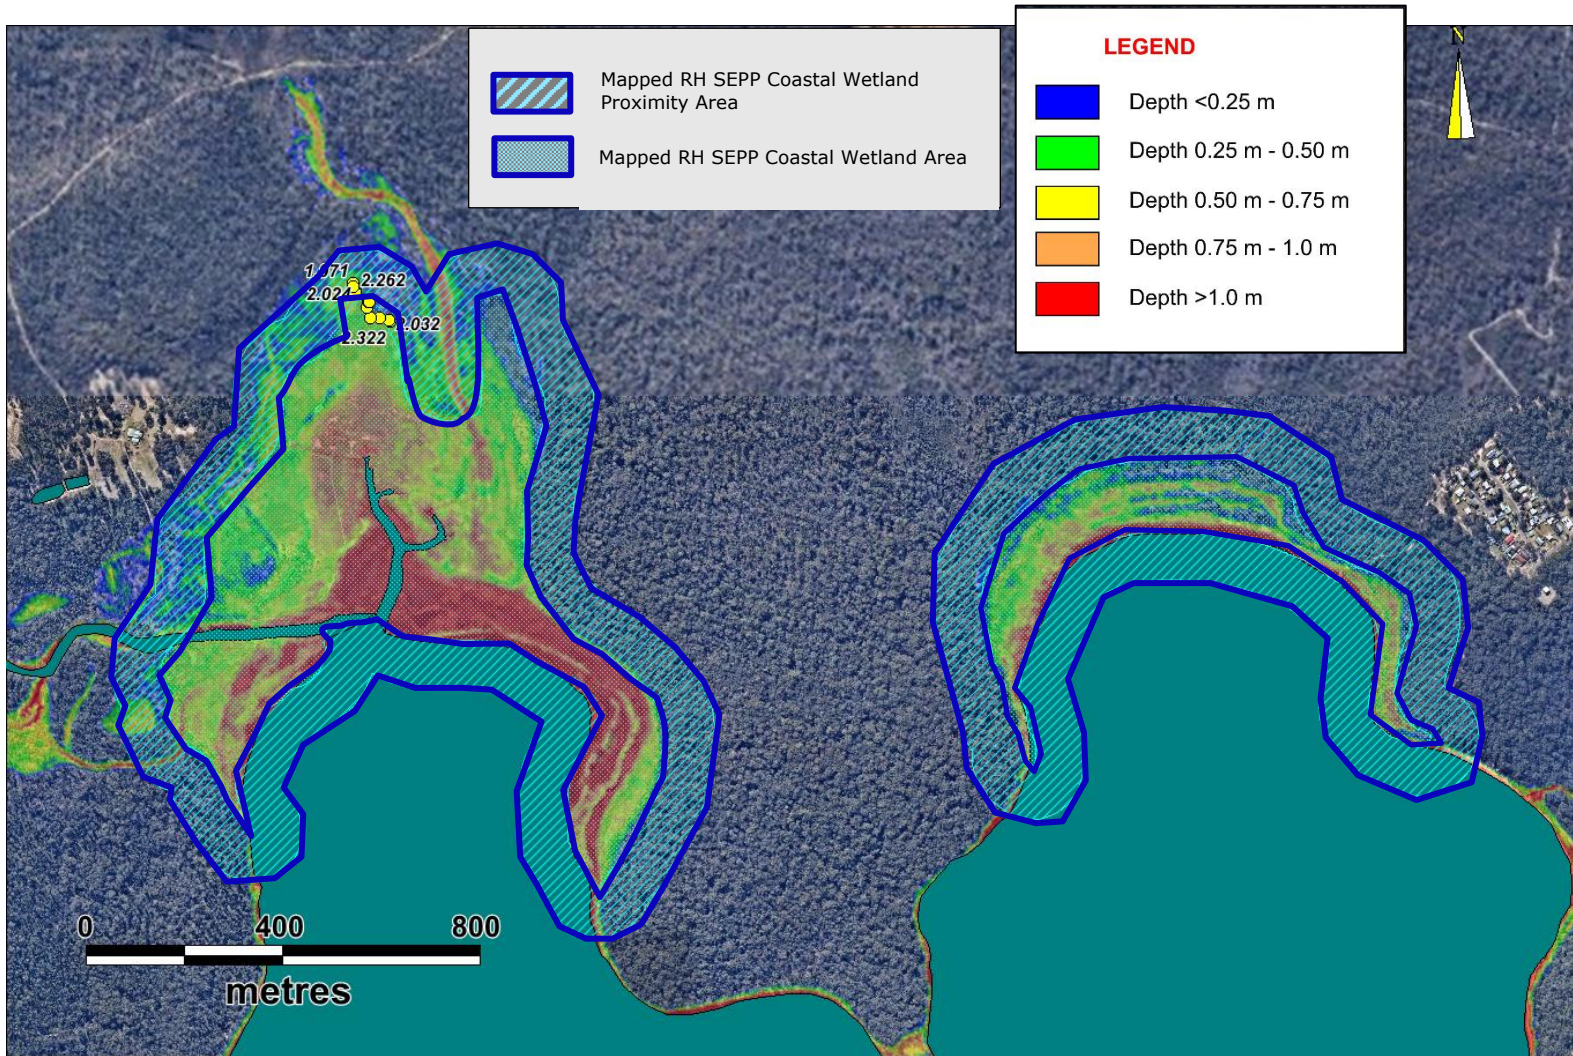 LEGEND
N
Mapped RH SEPP Coastal Wetland
Proximity Area
Mapped RH SEPP Coastal Wetland Area
Depth <0.25 m
Depth 0.25 m - 0.50 m
Depth 0.50 m - 0.75 m
Depth 0.75 m - 1.0 m
Depth >1.0 m
2.262
2.024
2.032
2.322
0 400 800
metres